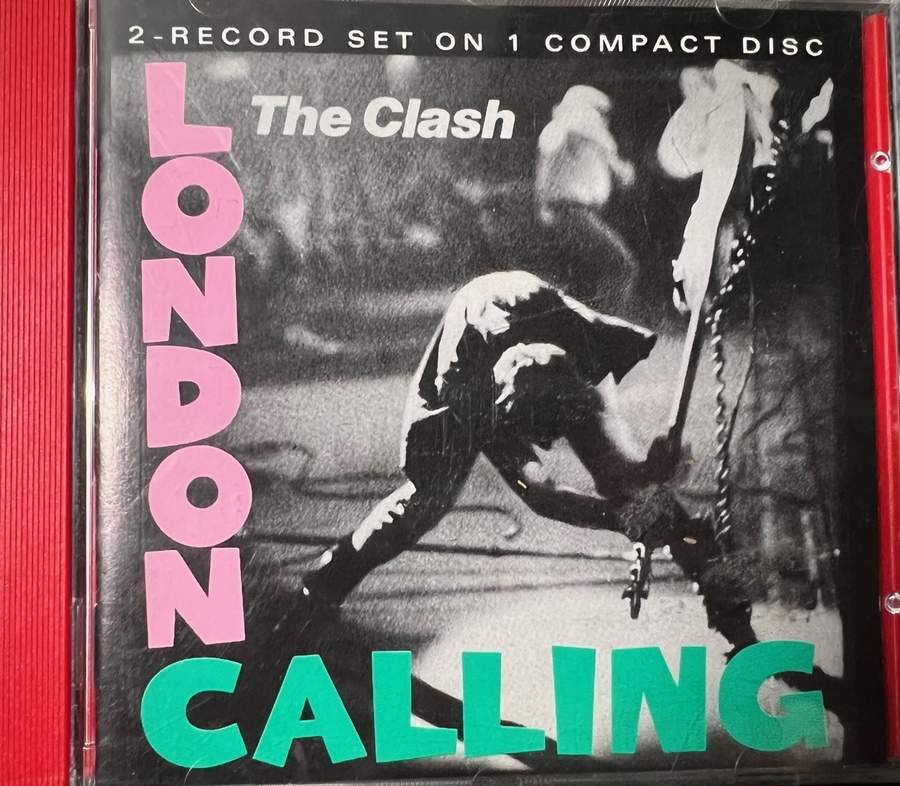 2-RECORD SET ON 1 COMPACT DISC
The Clash
LONDON
CALLING